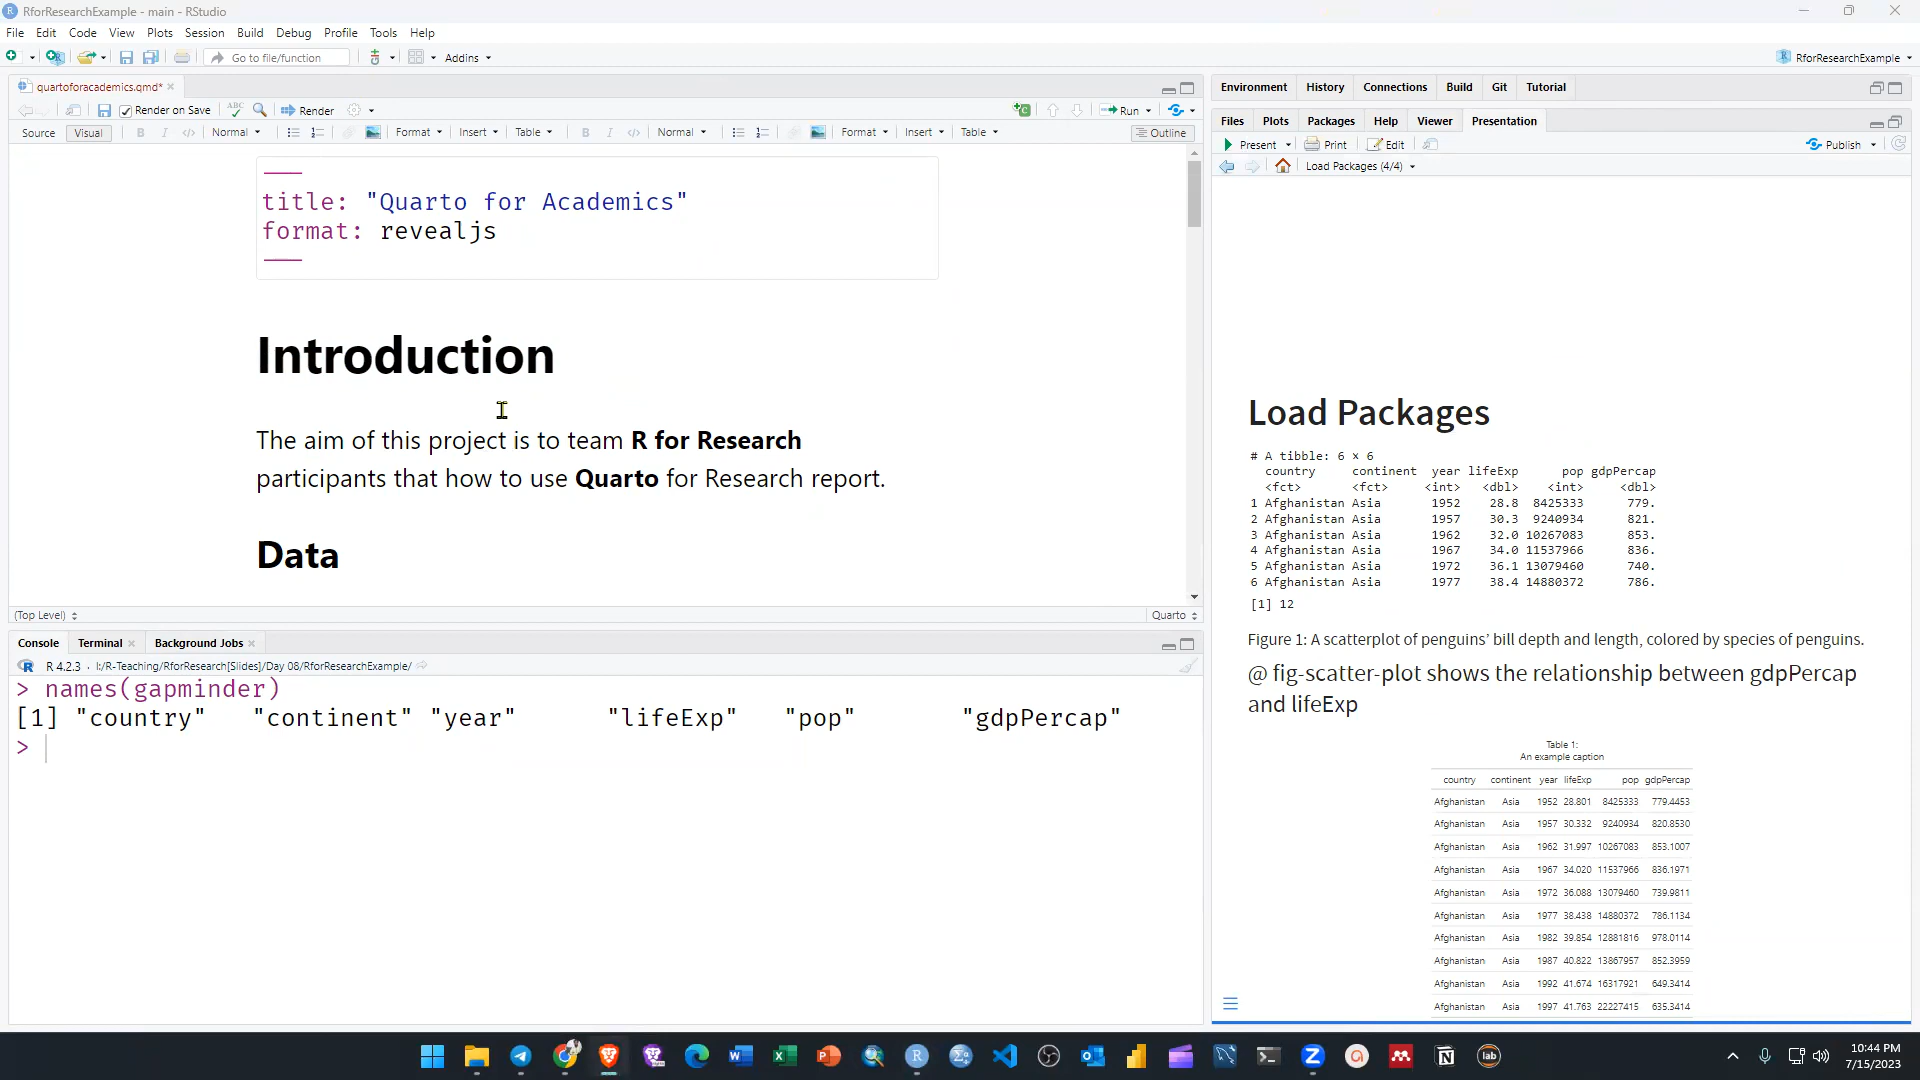 RforResearchExample - main - RStudio
File Edit Code View Plots Session Build Debug Profile Tools Help
Go to file/function Addins RforResearchExample
quartoforacademics.qmd*
Render on Save ABC Render Run
Source Visual B I </> Normal Format Insert Table B I </> Normal Format Insert Table Outline
title: "Quarto for Academics"
format: revealjs
Introduction
The aim of this project is to team R for Research
participants that how to use Quarto for Research report.
Data
(Top Level) Quarto
Console Terminal Background Jobs
R 4.2.3 · I:/R-Teaching/RforResearch[Slides]/Day 08/RforResearchExample/
> names(gapminder)
[1] "country" "continent" "year" "lifeExp" "pop" "gdpPercap"
>
Environment History Connections Build Git Tutorial
Files Plots Packages Help Viewer Presentation
Present Print Edit Publish
Load Packages (4/4)
Load Packages
# A tibble: 6 × 6
country continent year lifeExp pop gdpPercap
<fct> <fct> <int> <dbl> <int> <dbl>
1 Afghanistan Asia 1952 28.8 8425333 779.
2 Afghanistan Asia 1957 30.3 9240934 821.
3 Afghanistan Asia 1962 32.0 10267083 853.
4 Afghanistan Asia 1967 34.0 11537966 836.
5 Afghanistan Asia 1972 36.1 13079460 740.
6 Afghanistan Asia 1977 38.4 14880372 786.
[1] 12
Figure 1: A scatterplot of penguins’ bill depth and length, colored by species of penguins.
@ fig-scatter-plot shows the relationship between gdpPercap
and lifeExp
Table 1:
An example caption
country continent year lifeExp pop gdpPercap
Afghanistan Asia 1952 28.801 8425333 779.4453
Afghanistan Asia 1957 30.332 9240934 820.8530
Afghanistan Asia 1962 31.997 10267083 853.1007
Afghanistan Asia 1967 34.020 11537966 836.1971
Afghanistan Asia 1972 36.088 13079460 739.9811
Afghanistan Asia 1977 38.438 14880372 786.1134
Afghanistan Asia 1982 39.854 12881816 978.0114
Afghanistan Asia 1987 40.822 13867957 852.3959
Afghanistan Asia 1992 41.674 16317921 649.3414
Afghanistan Asia 1997 41.763 22227415 635.3414
lab
10:44 PM
7/15/2023